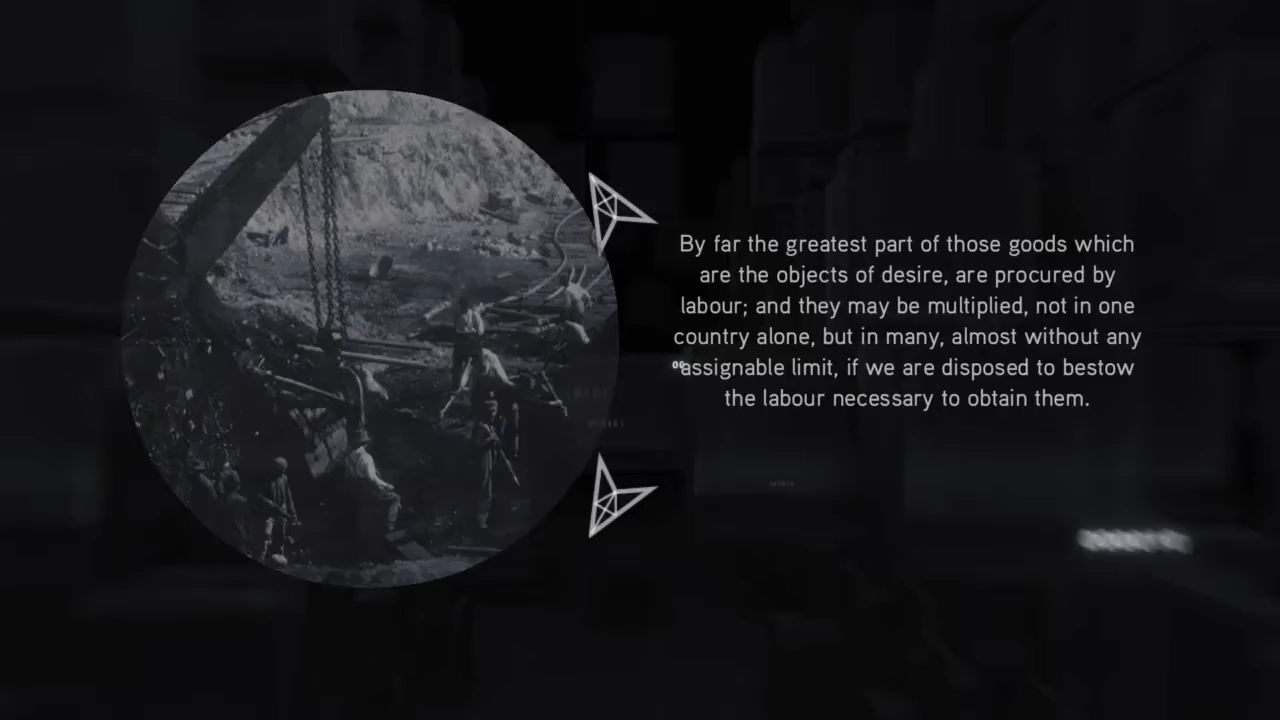 By far the greatest part of those goods which
are the objects of desire, are procured by
labour; and they may be multiplied, not in one
country alone, but in many, almost without any
assignable limit, if we are disposed to bestow
the labour necessary to obtain them.